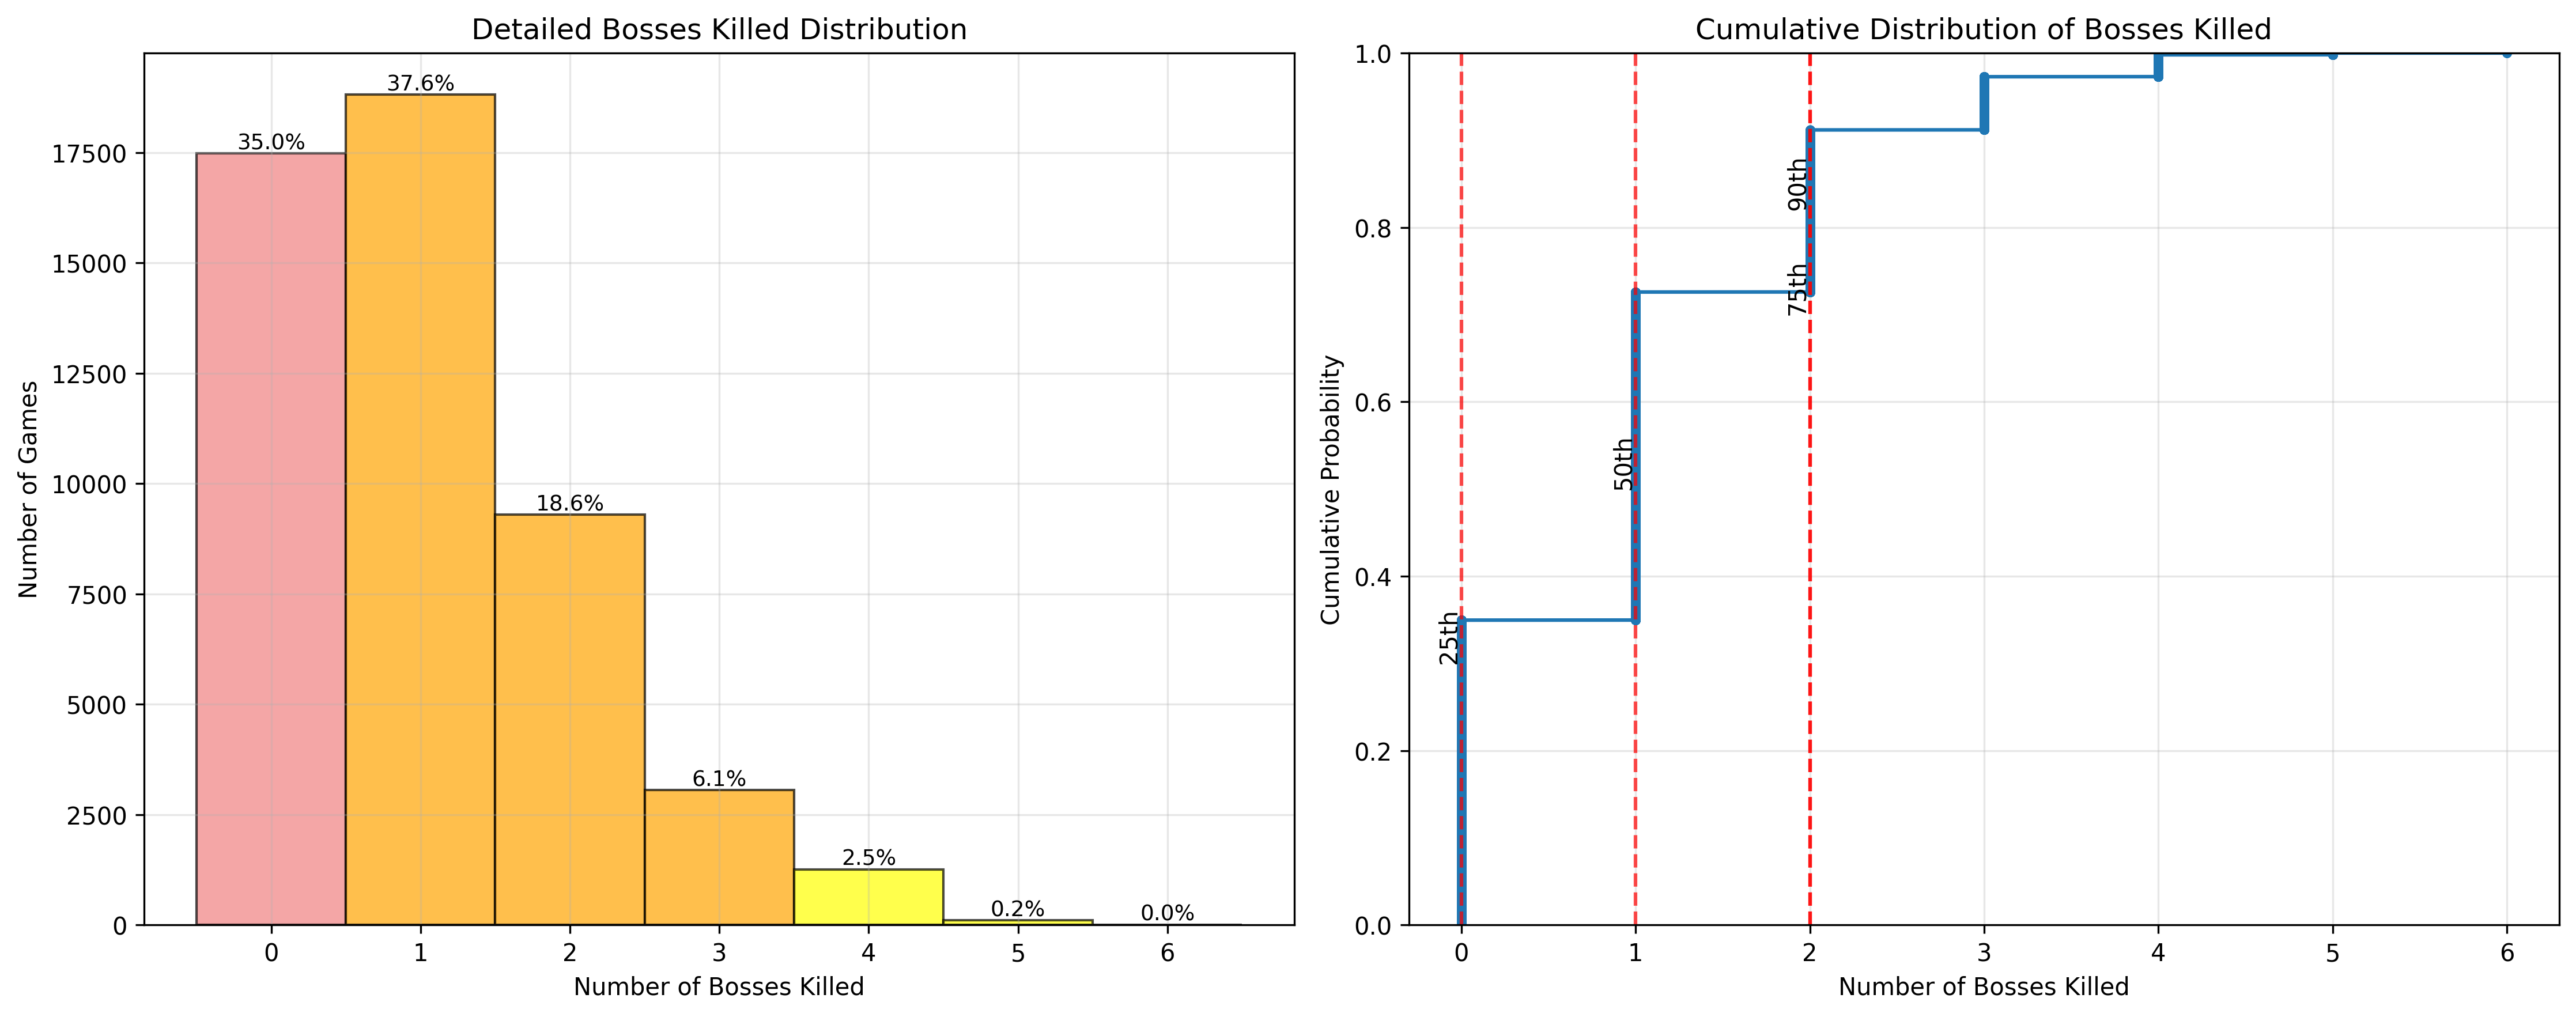 Detailed Bosses Killed Distribution
Number of Games
17500
15000
12500
10000
7500
5000
2500
0
35.0%
37.6%
18.6%
6.1%
2.5%
0.2%
0.0%
0 1 2 3 4 5 6
Number of Bosses Killed
Cumulative Distribution of Bosses Killed
Cumulative Probability
1.0
0.8
0.6
0.4
0.2
0.0
25th
50th
75th
90th
0 1 2 3 4 5 6
Number of Bosses Killed